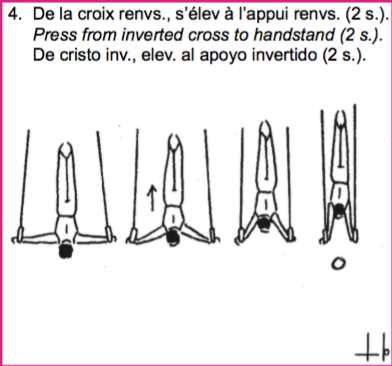 4. De la croix renvs., s'élev à l'appui renvs. (2 s.).
Press from inverted cross to handstand (2 s.).
De cristo inv., elev. al apoyo invertido (2 s.).